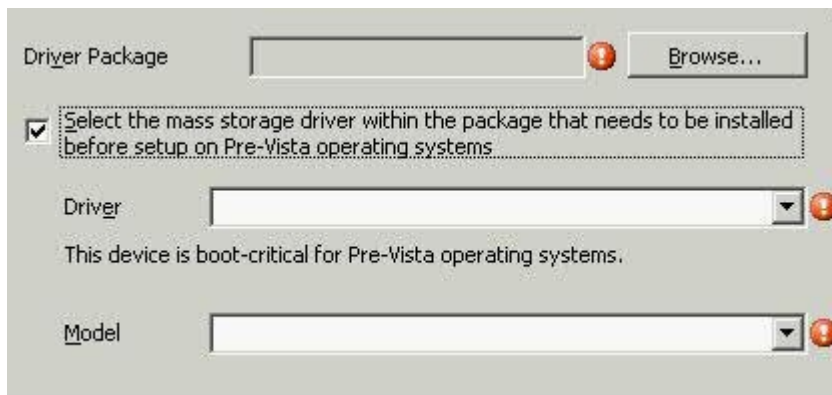 Driver Package
Browse...
Select the mass storage driver within the package that needs to be installed
before setup on Pre-Vista operating systems
Driver
This device is boot-critical for Pre-Vista operating systems.
Model